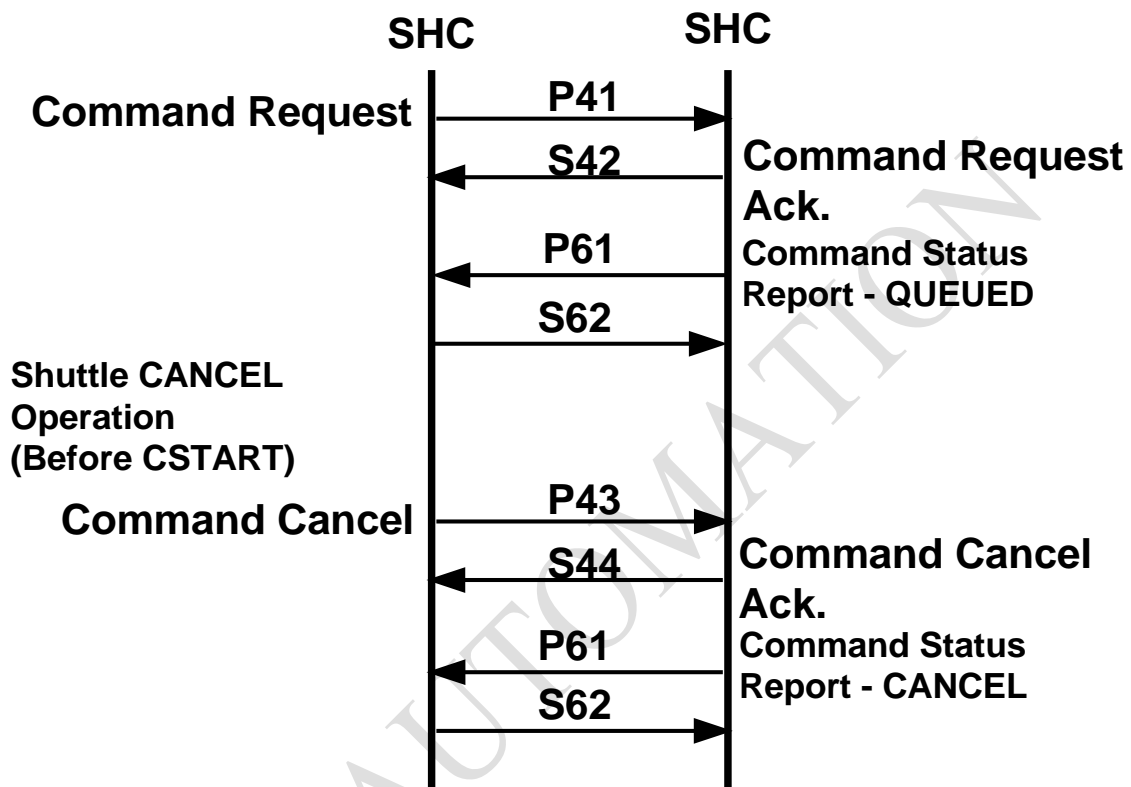 SHC SHC
Command Request P41
S42 Command Request
Ack.
P61 Command Status
Report - QUEUED
S62
Shuttle CANCEL
Operation
(Before CSTART)
Command Cancel P43
S44 Command Cancel
Ack.
P61 Command Status
Report - CANCEL
S62
AUTOMATION